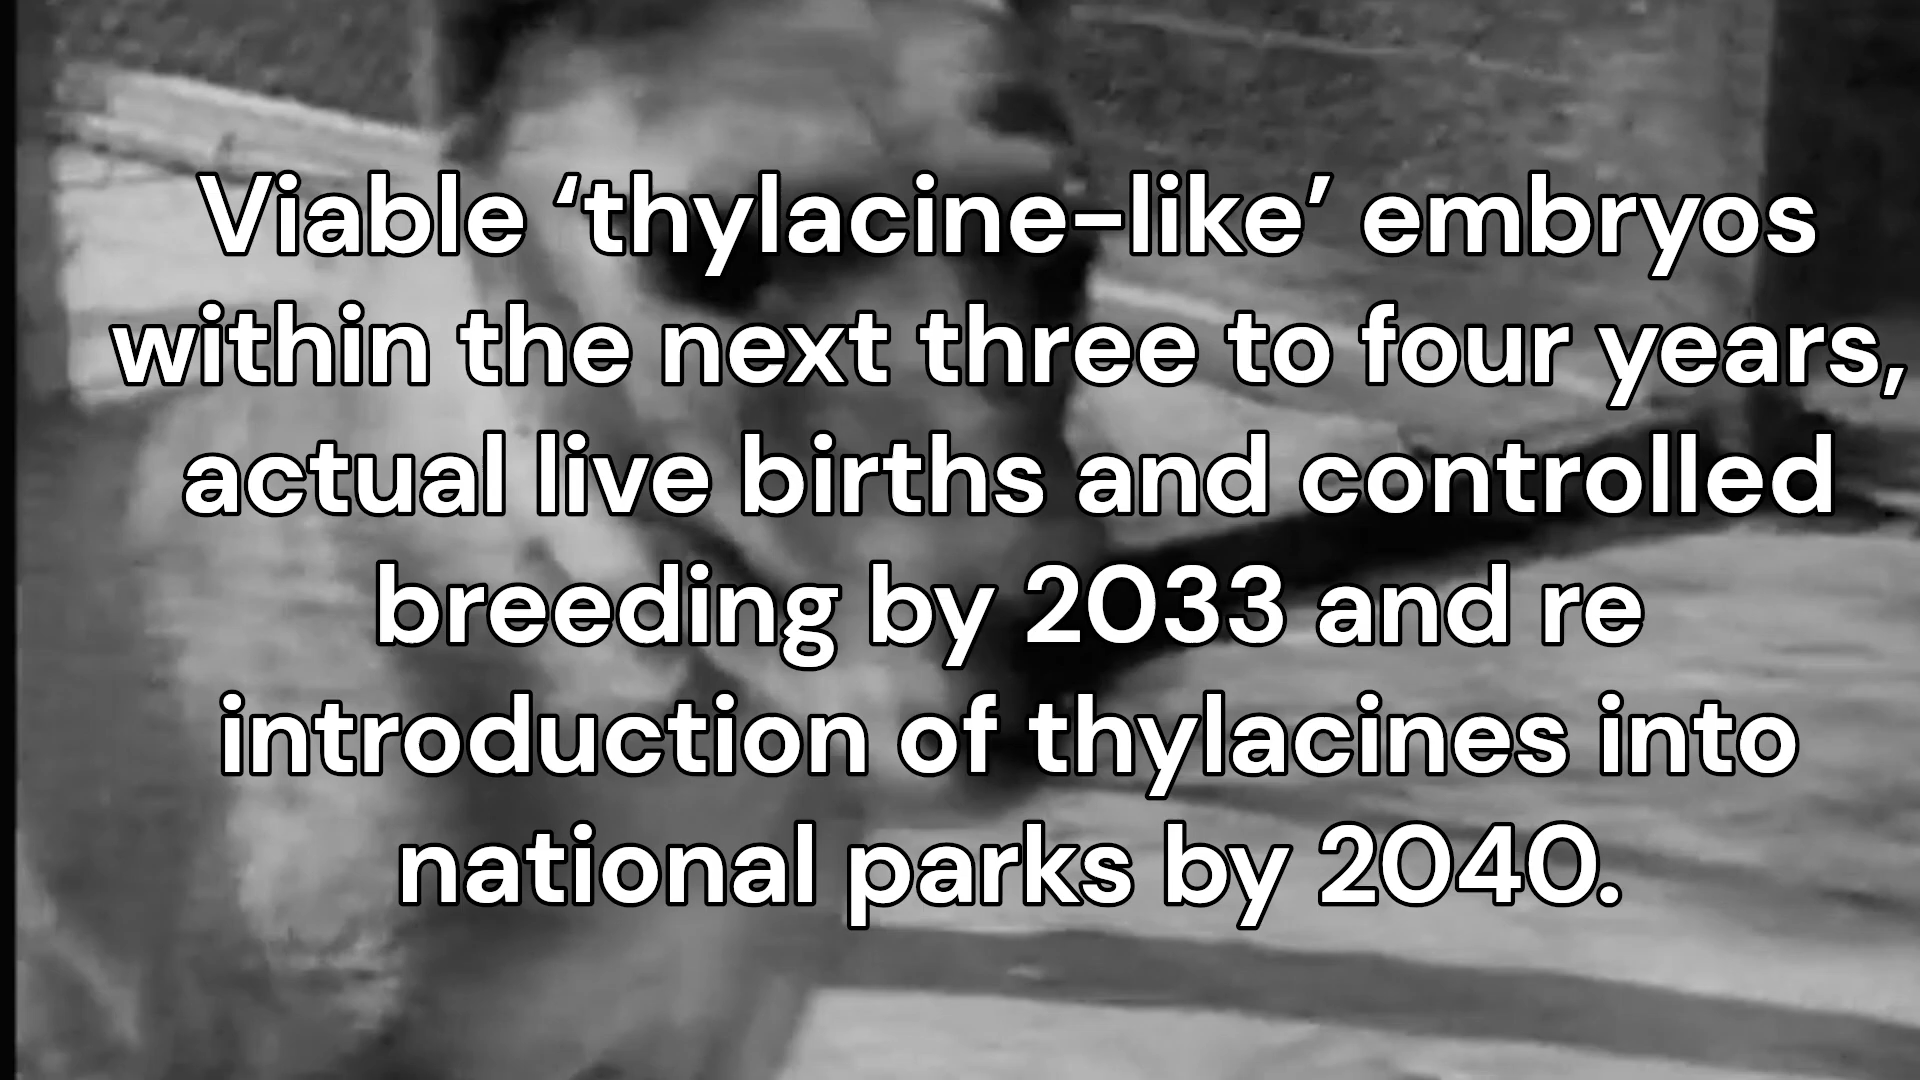 Viable ‘thylacine-like’ embryos
within the next three to four years,
actual live births and controlled
breeding by 2033 and re
introduction of thylacines into
national parks by 2040.